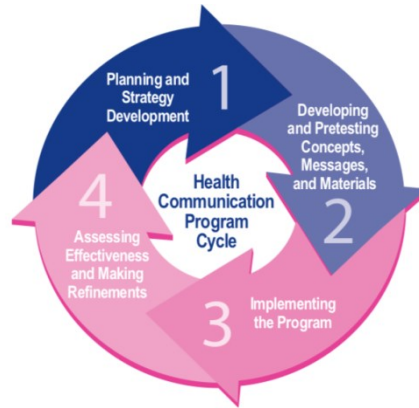 1
Planning and
Strategy
Development
Developing
and Pretesting
Concepts,
Messages,
and Materials
2
Health
Communication
Program
Cycle
3
Implementing
the Program
4
Assessing
Effectiveness
and Making
Refinements